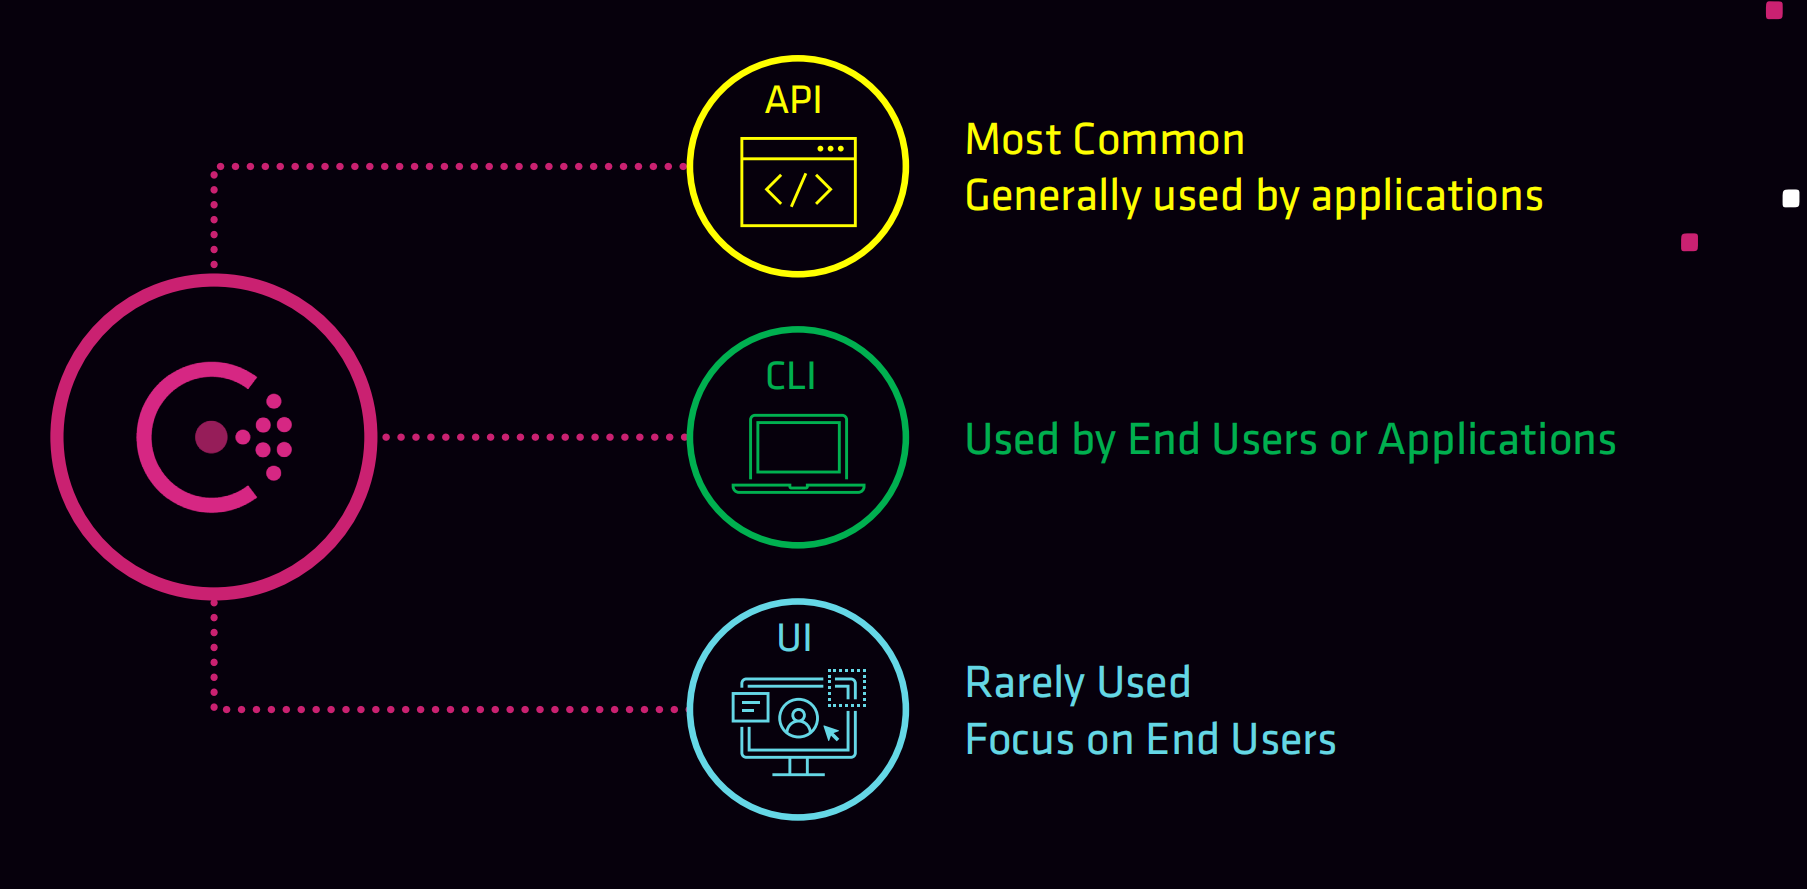 API
Most Common
Generally used by applications
CLI
Used by End Users or Applications
UI
Rarely Used
Focus on End Users